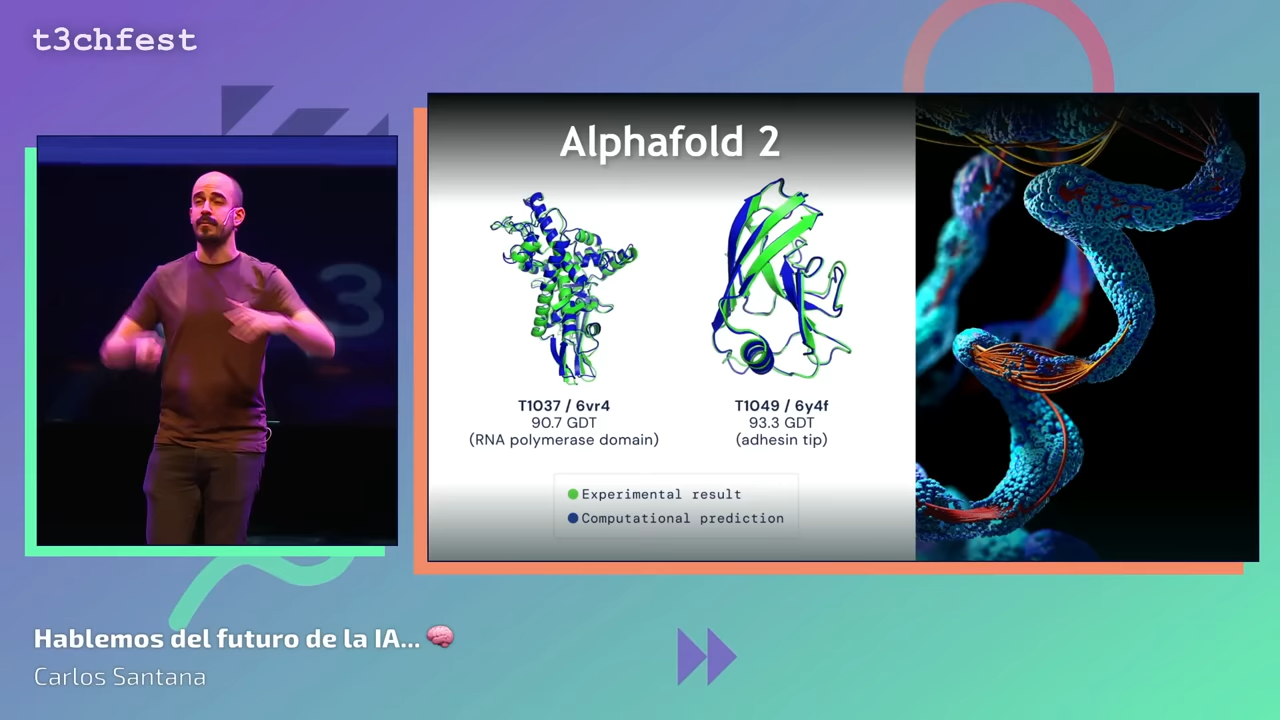 t3chfest
3
Alphafold 2
T1037 / 6vr4
90.7 GDT
(RNA polymerase domain)
T1049 / 6y4f
93.3 GDT
(adhesin tip)
Experimental result
Computational prediction
Hablemos del futuro de la IA...
Carlos Santana